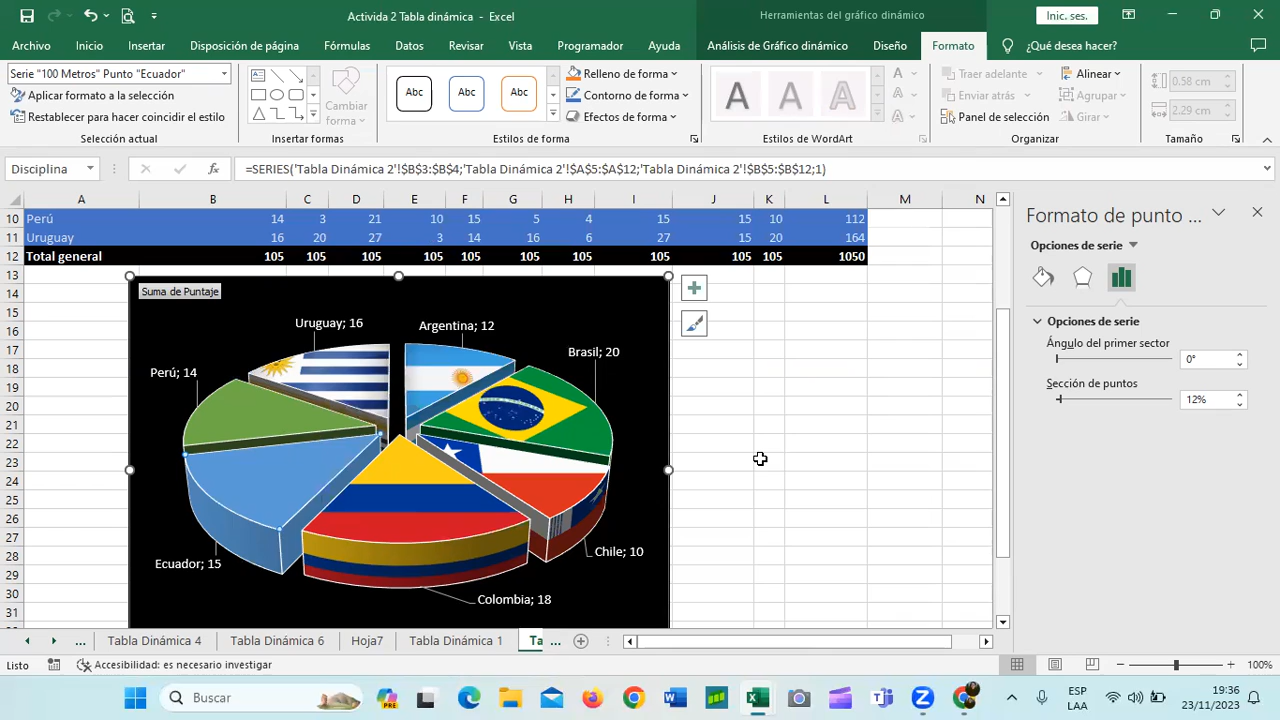 Activida 2 Tabla dinámica - Excel
Herramientas del gráfico dinámico
Inic. ses.
Archivo Inicio Insertar Disposición de página Fórmulas Datos Revisar Vista Programador Ayuda Análisis de Gráfico dinámico Diseño Formato ¿Qué desea hacer?
Serie "100 Metros" Punto "Ecuador"
Aplicar formato a la selección
Restablecer para hacer coincidir el estilo
Selección actual
Cambiar forma
Insertar formas
Abc Abc Abc
Relleno de forma
Contorno de forma
Efectos de forma
Estilos de forma
A A A
Estilos de WordArt
Traer adelante
Enviar atrás
Panel de selección
Alinear
Agrupar
Girar
Organizar
0.58 cm
2.29 cm
Tamaño
Disciplina
fx
=SERIES('Tabla Dinámica 2'!$B$3:$B$4;'Tabla Dinámica 2'!$A$5:$A$12;'Tabla Dinámica 2'!$B$5:$B$12;1)
A B C D E F G H I J K L M N
10 Perú 14 3 21 10 15 5 4 15 15 10 112
11 Uruguay 16 20 27 3 14 16 6 27 15 20 164
12 Total general 105 105 105 105 105 105 105 105 105 105 1050
13
14
15
16
17
18
19
20
21
22
23
24
25
26
27
28
29
30
31
Suma de Puntaje
Uruguay; 16
Argentina; 12
Brasil; 20
Perú; 14
Chile; 10
Ecuador; 15
Colombia; 18
Formato de punto ...
Opciones de serie
Opciones de serie
Ángulo del primer sector
0°
Sección de puntos
12%
... Tabla Dinámica 4 Tabla Dinámica 6 Hoja7 Tabla Dinámica 1 Ta ...
Listo
Accesibilidad: es necesario investigar
100%
Buscar
PRE
ESP
LAA
19:36
23/11/2023